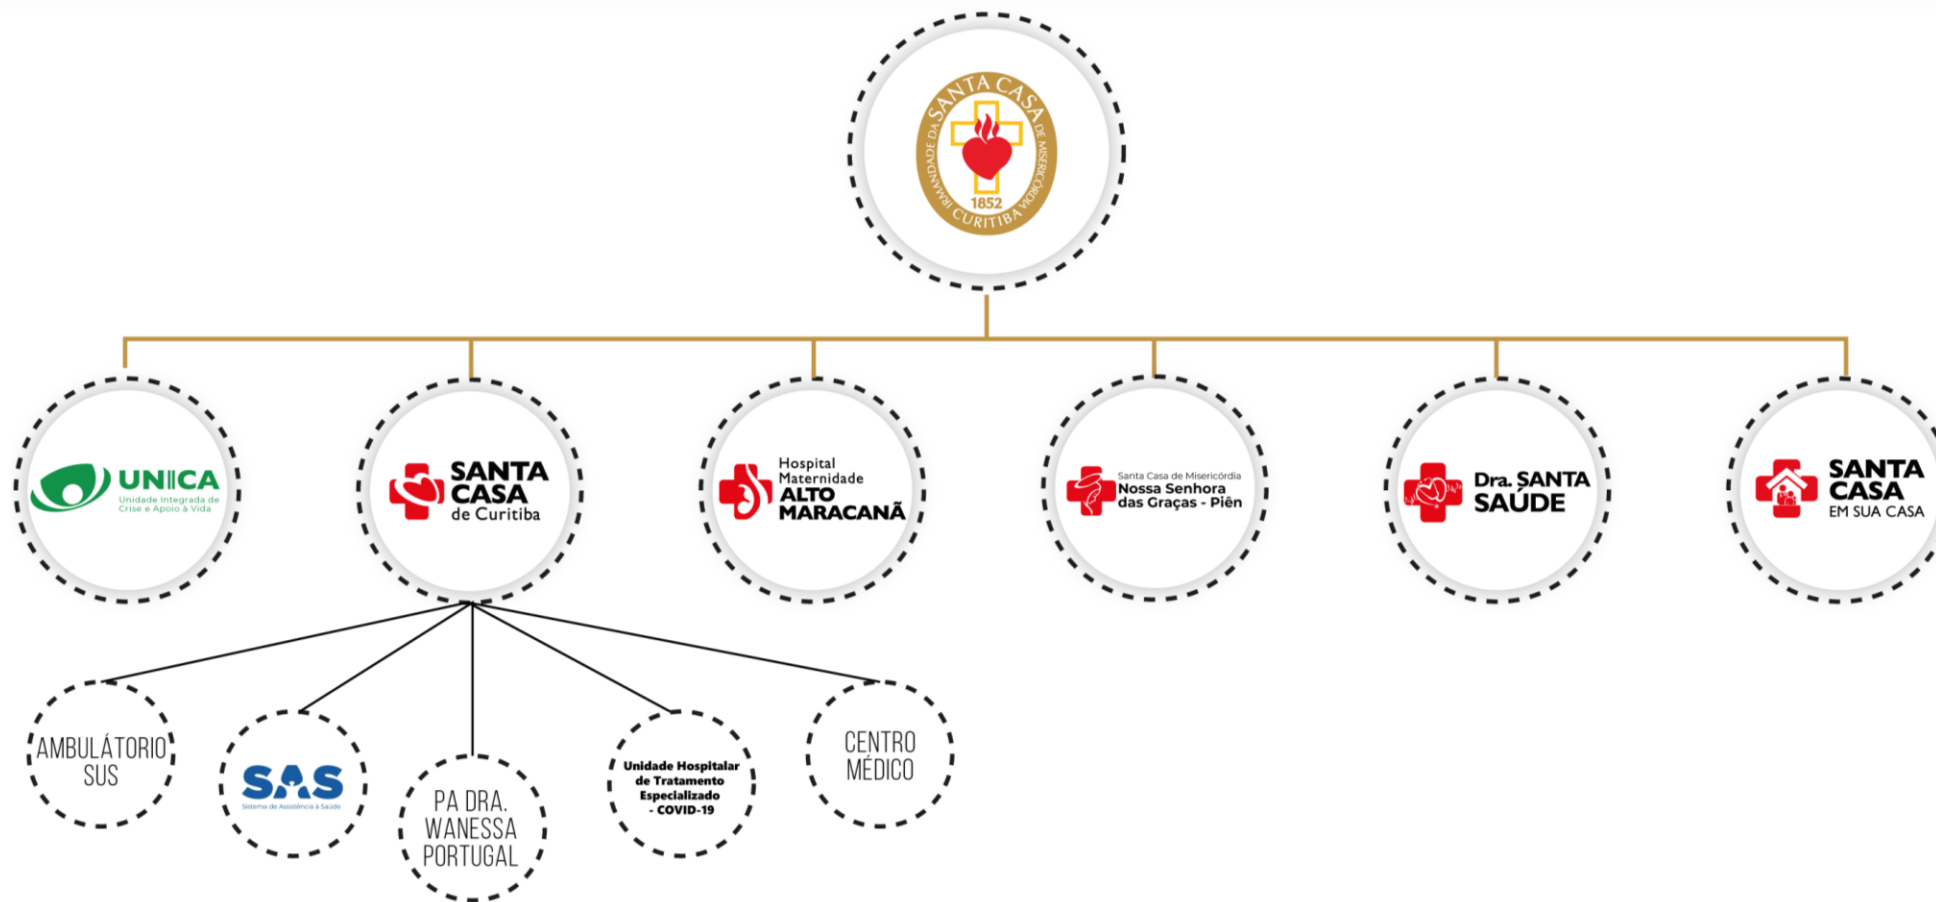 IRMANDADE DA SANTA CASA DE MISERICÓRDIA
1852
CURITIBA
UNIICA
Unidade Integrada de
Crise e Apoio à Vida
SANTA
CASA
de Curitiba
Hospital
Maternidade
ALTO
MARACANÃ
Santa Casa de Misericórdia
Nossa Senhora
das Graças - Piên
Dra. SANTA
SAÚDE
SANTA
CASA
EM SUA CASA
AMBULÁTORIO
SUS
SAS
Sistema de Assistência à Saúde
PA DRA.
WANESSA
PORTUGAL
Unidade Hospitalar
de Tratamento
Especializado
- COVID-19
CENTRO
MÉDICO